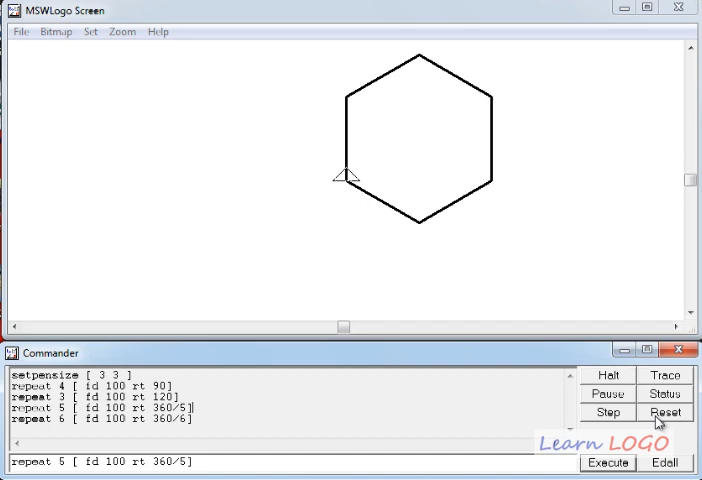 MSWLogo Screen
File Bitmap Set Zoom Help
Commander
setpensize [ 3 3 ]
repeat 4 [ fd 100 rt 90]
repeat 3 [ fd 100 rt 120]
repeat 5 [ fd 100 rt 360/5]
repeat 6 [ fd 100 rt 360/6]
Halt Trace
Pause Status
Step Reset
Learn LOGO
repeat 5 [ fd 100 rt 360/5]
Execute Edall